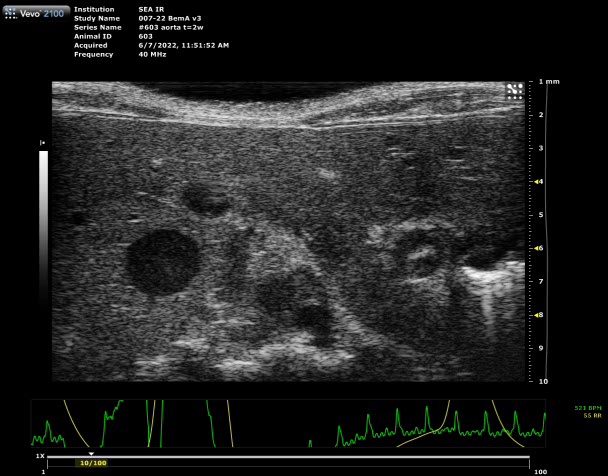 Vevo 2100
Institution SEA IR
Study Name 007-22 BemA v3
Series Name #603 aorta t=2w
Animal ID 603
Acquired 6/7/2022, 11:51:52 AM
Frequency 40 MHz
1 mm
2
3
4
5
6
7
8
9
10
523 BPM
55 RR
1X
10/100
1
100